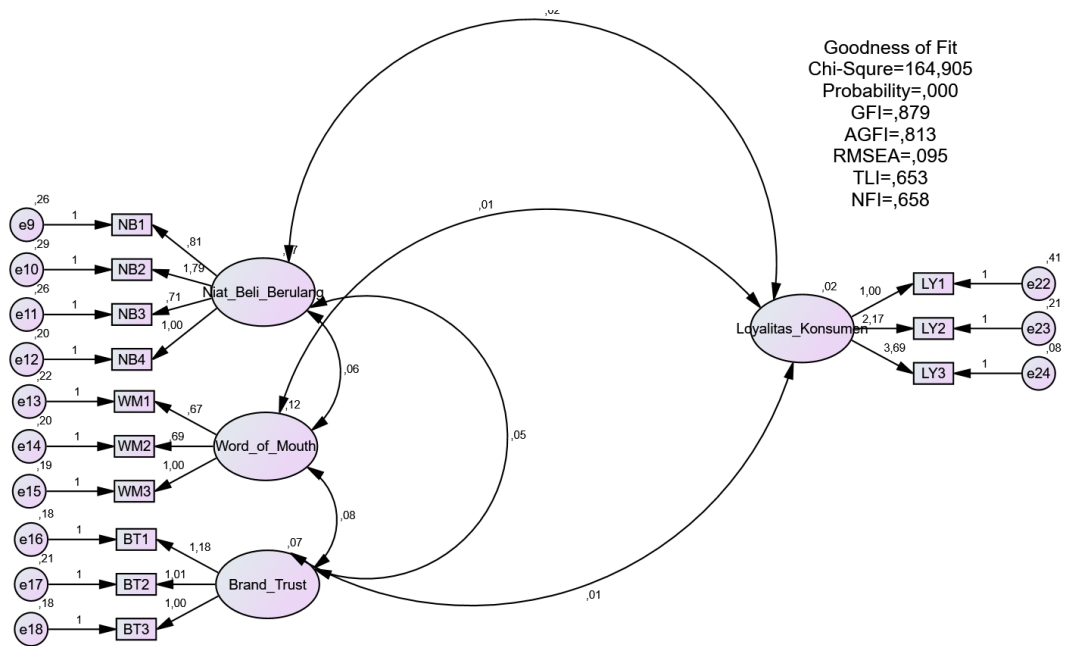 ,02
Goodness of Fit
Chi-Squre=164,905
Probability=,000
GFI=,879
AGFI=,813
RMSEA=,095
TLI=,653
NFI=,658
,01
,26
e9
1
NB1
,81
,29
e10
1
NB2
1,79
,26
e11
1
NB3
,71
,20
e12
1
NB4
1,00
Niat_Beli_Berulang
,22
e13
1
WM1
,67
,20
e14
1
WM2
,69
,19
e15
1
WM3
1,00
,12
Word_of_Mouth
,18
e16
1
BT1
1,18
,21
e17
1
BT2
1,01
,18
e18
1
BT3
1,00
,07
Brand_Trust
,06
,05
,08
,01
,02
Loyalitas_Konsumen
1,00
LY1
1
e22
,41
2,17
LY2
1
e23
,21
3,69
LY3
1
e24
,08